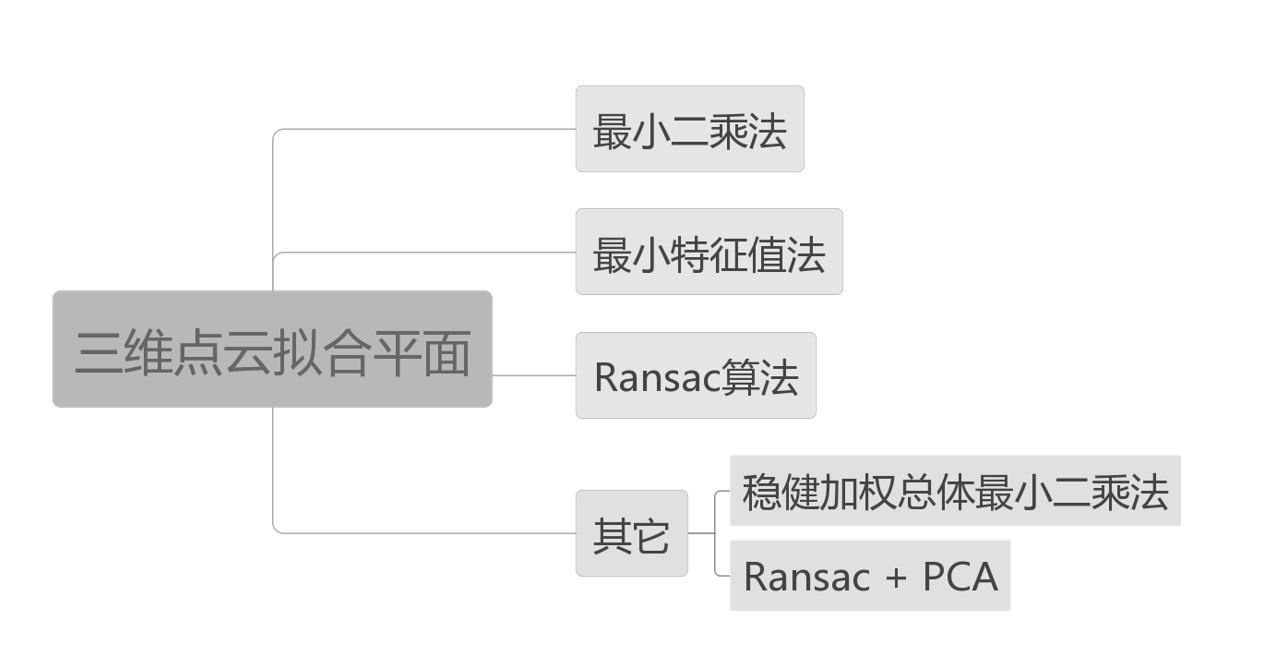 最小二乘法
最小特征值法
三维点云拟合平面
Ransac算法
其它
稳健加权总体最小二乘法
Ransac + PCA